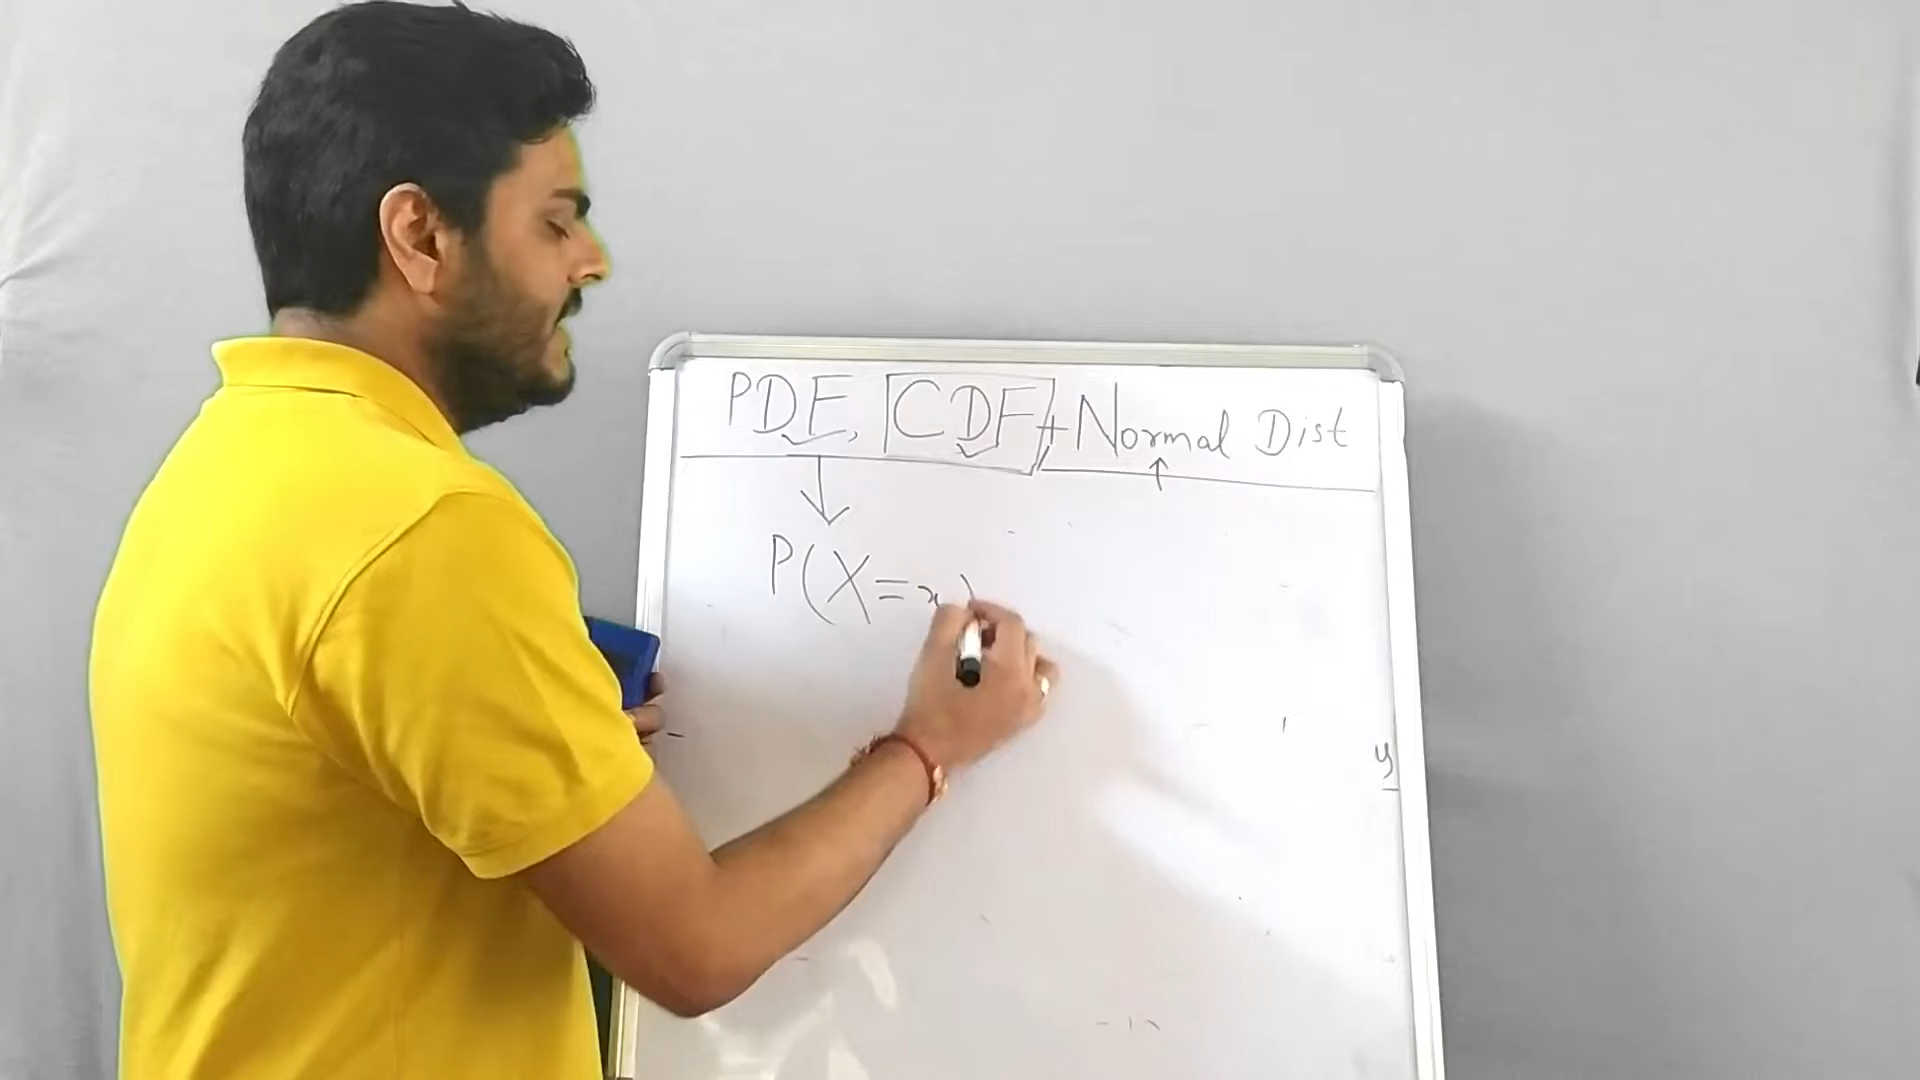 PDF, CDF + Normal Dist
P(X=x)
y